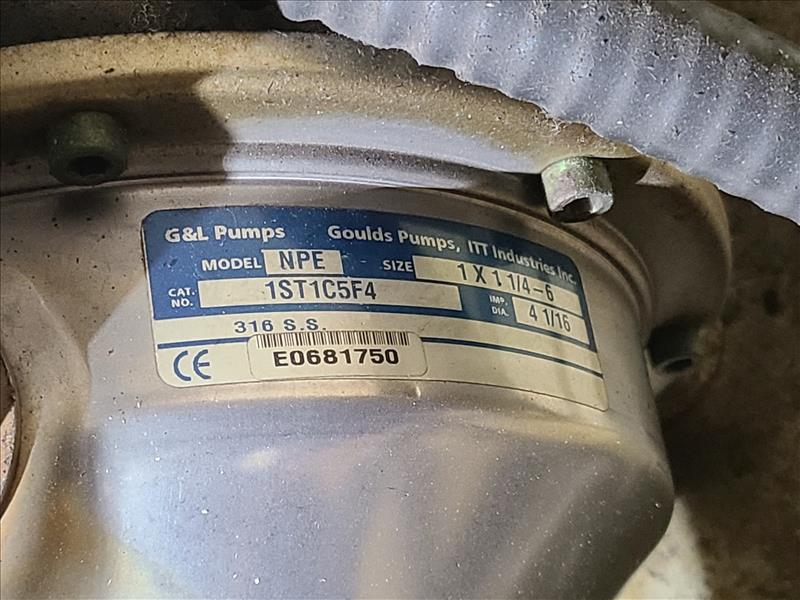 G&L Pumps Goulds Pumps, ITT Industries Inc.
MODEL NPE SIZE 1 X 1 1/4-6
CAT. NO. 1ST1C5F4 IMP. DIA. 4 1/16
316 S.S.
CE E0681750